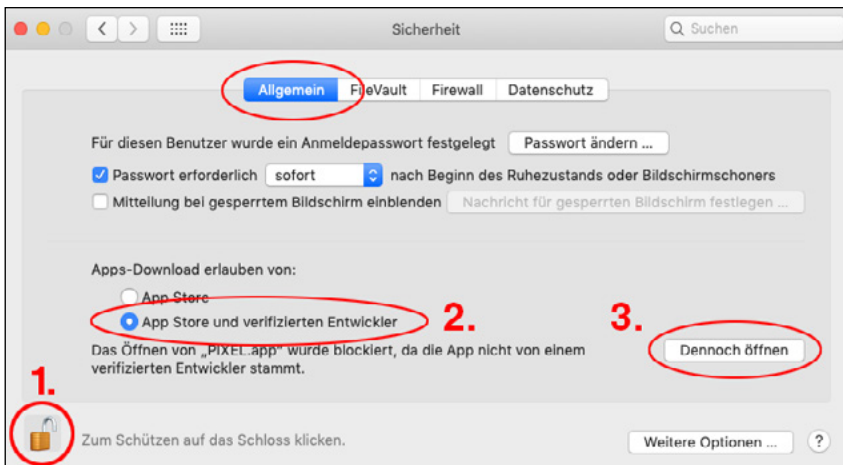 Sicherheit
Suchen
Allgemein FileVault Firewall Datenschutz
Für diesen Benutzer wurde ein Anmeldepasswort festgelegt Passwort ändern ...
Passwort erforderlich sofort nach Beginn des Ruhezustands oder Bildschirmschoners
Mitteilung bei gesperrtem Bildschirm einblenden Nachricht für gesperrten Bildschirm festlegen ...
Apps-Download erlauben von:
App Store
App Store und verifizierten Entwickler 2.
3.
Das Öffnen von „PIXEL.app“ wurde blockiert, da die App nicht von einem Dennoch öffnen
verifizierten Entwickler stammt.
1.
Zum Schützen auf das Schloss klicken. Weitere Optionen ... ?